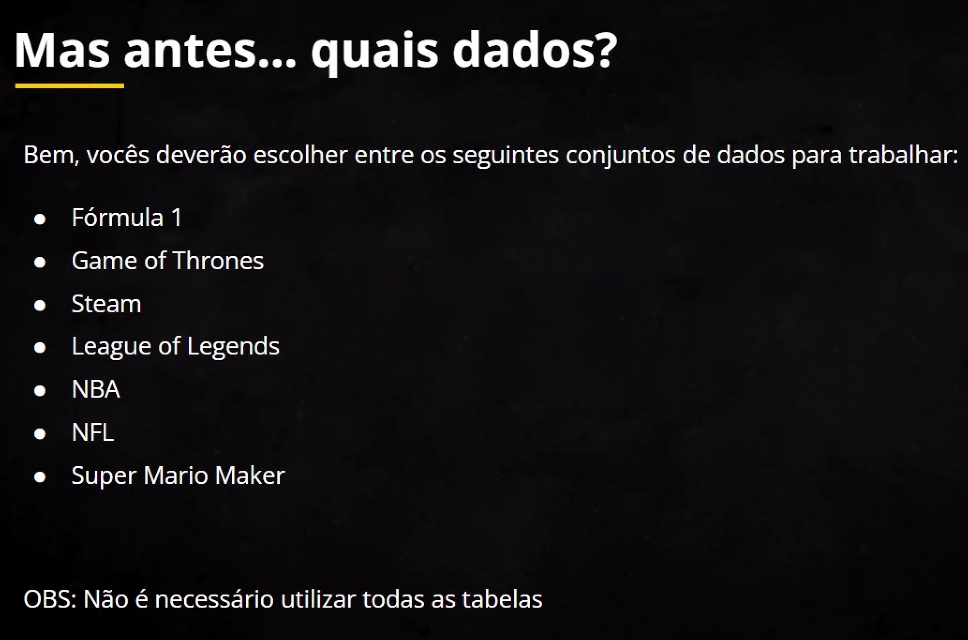 Mas antes... quais dados?
Bem, vocês deverão escolher entre os seguintes conjuntos de dados para trabalhar:
● Fórmula 1
● Game of Thrones
● Steam
● League of Legends
● NBA
● NFL
● Super Mario Maker
OBS: Não é necessário utilizar todas as tabelas